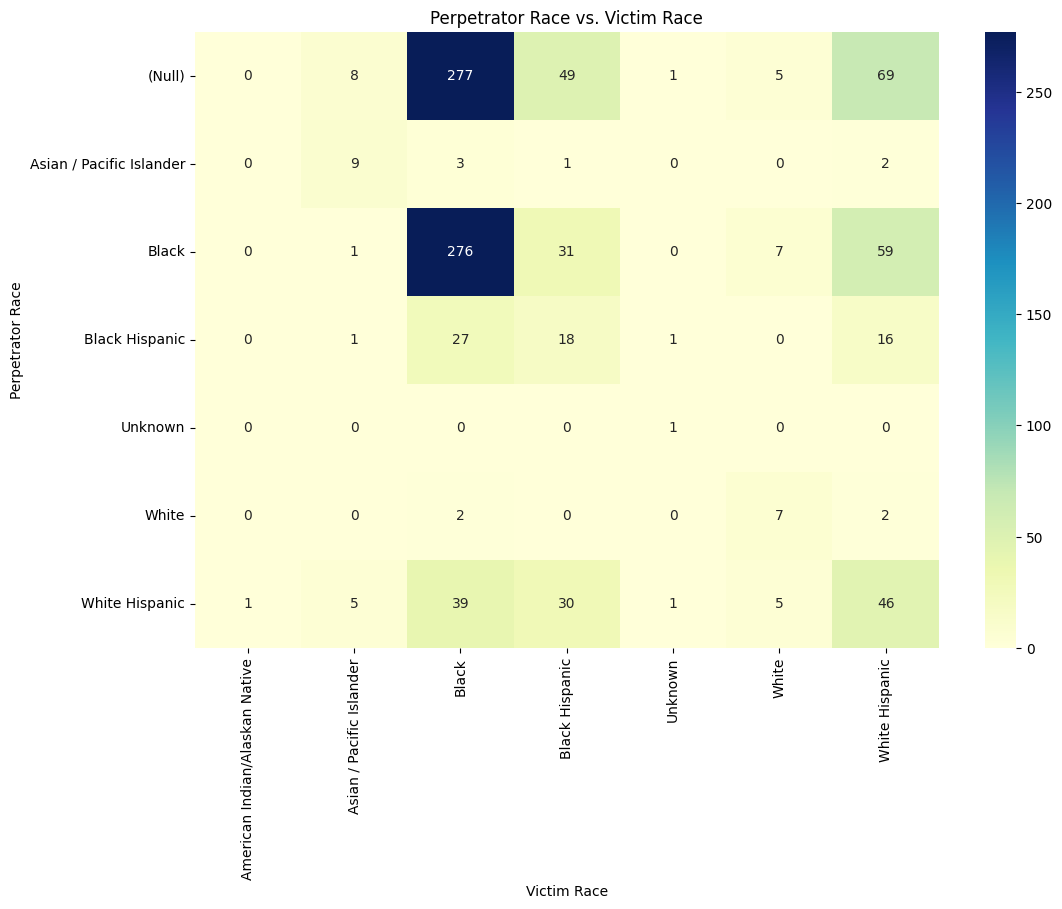 Perpetrator Race vs. Victim Race
(Null)
0 8 277 49 1 5 69
Asian / Pacific Islander
0 9 3 1 0 0 2
Black
0 1 276 31 0 7 59
Black Hispanic
0 1 27 18 1 0 16
Unknown
0 0 0 0 1 0 0
White
0 0 2 0 0 7 2
White Hispanic
1 5 39 30 1 5 46
Perpetrator Race
American Indian/Alaskan Native
Asian / Pacific Islander
Black
Black Hispanic
Unknown
White
White Hispanic
Victim Race
250
200
150
100
50
0